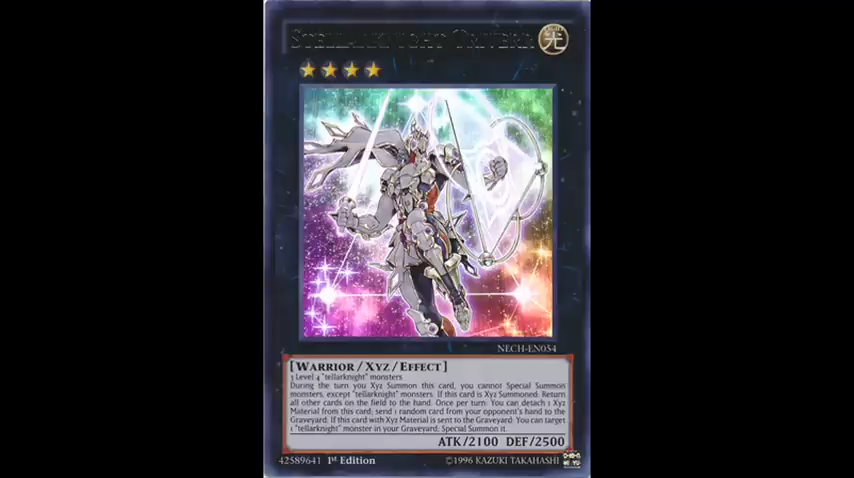 Stellarknight Triverr
光
NECH-EN054
[Warrior/Xyz/Effect]
3 Level 4 "tellarknight" monsters
During the turn you Xyz Summon this card, you cannot Special Summon
monsters, except "tellarknight" monsters. If this card is Xyz Summoned: Return
all other cards on the field to the hand. Once per turn: You can detach 1 Xyz
Material from this card; send 1 random card from your opponent's hand to the
Graveyard. If this card with Xyz Material is sent to the Graveyard: You can target
1 "tellarknight" monster in your Graveyard; Special Summon it.
ATK/2100 DEF/2500
42589641 1st Edition ©1996 KAZUKI TAKAHASHI